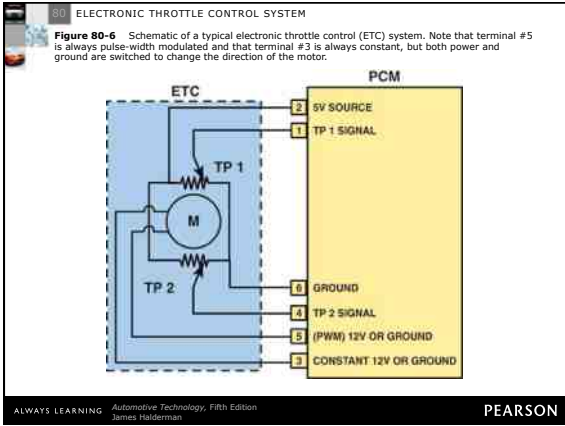 80 ELECTRONIC THROTTLE CONTROL SYSTEM
Figure 80-6 Schematic of a typical electronic throttle control (ETC) system. Note that terminal #5
is always pulse-width modulated and that terminal #3 is always constant, but both power and
ground are switched to change the direction of the motor.
ETC
PCM
2 5V SOURCE
1 TP 1 SIGNAL
TP 1
M
TP 2
6 GROUND
4 TP 2 SIGNAL
5 (PWM) 12V OR GROUND
3 CONSTANT 12V OR GROUND
ALWAYS LEARNING
Automotive Technology, Fifth Edition
James Halderman
PEARSON